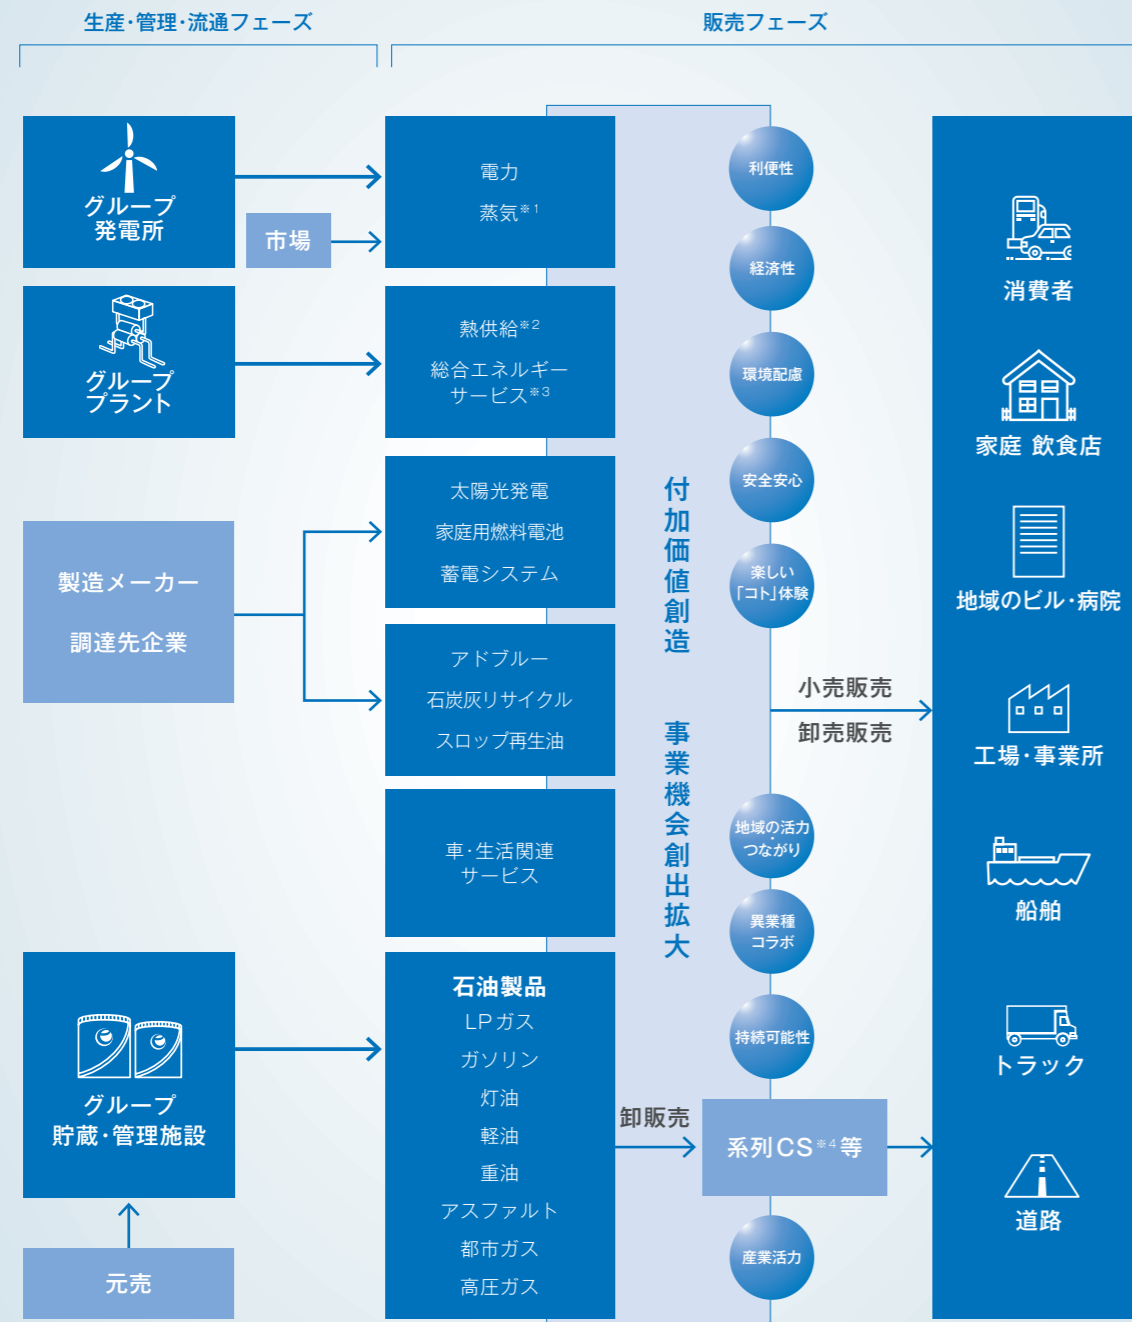 生産・管理・流通フェーズ
販売フェーズ
グループ
発電所
市場
電力
蒸気※1
グループ
プラント
熱供給※2
総合エネルギー
サービス※3
製造メーカー
調達先企業
太陽光発電
家庭用燃料電池
蓄電システム
アドブルー
石炭灰リサイクル
スロップ再生油
車・生活関連
サービス
グループ
貯蔵・管理施設
元売
石油製品
LPガス
ガソリン
灯油
軽油
重油
アスファルト
都市ガス
高圧ガス
付加価値創造
事業機会創出拡大
利便性
経済性
環境配慮
安全安心
楽しい
「コト」体験
小売販売
卸売販売
地域の活力・
つながり
異業種
コラボ
持続可能性
卸販売
系列CS※4等
産業活力
消費者
家庭 飲食店
地域のビル・病院
工場・事業所
船舶
トラック
道路